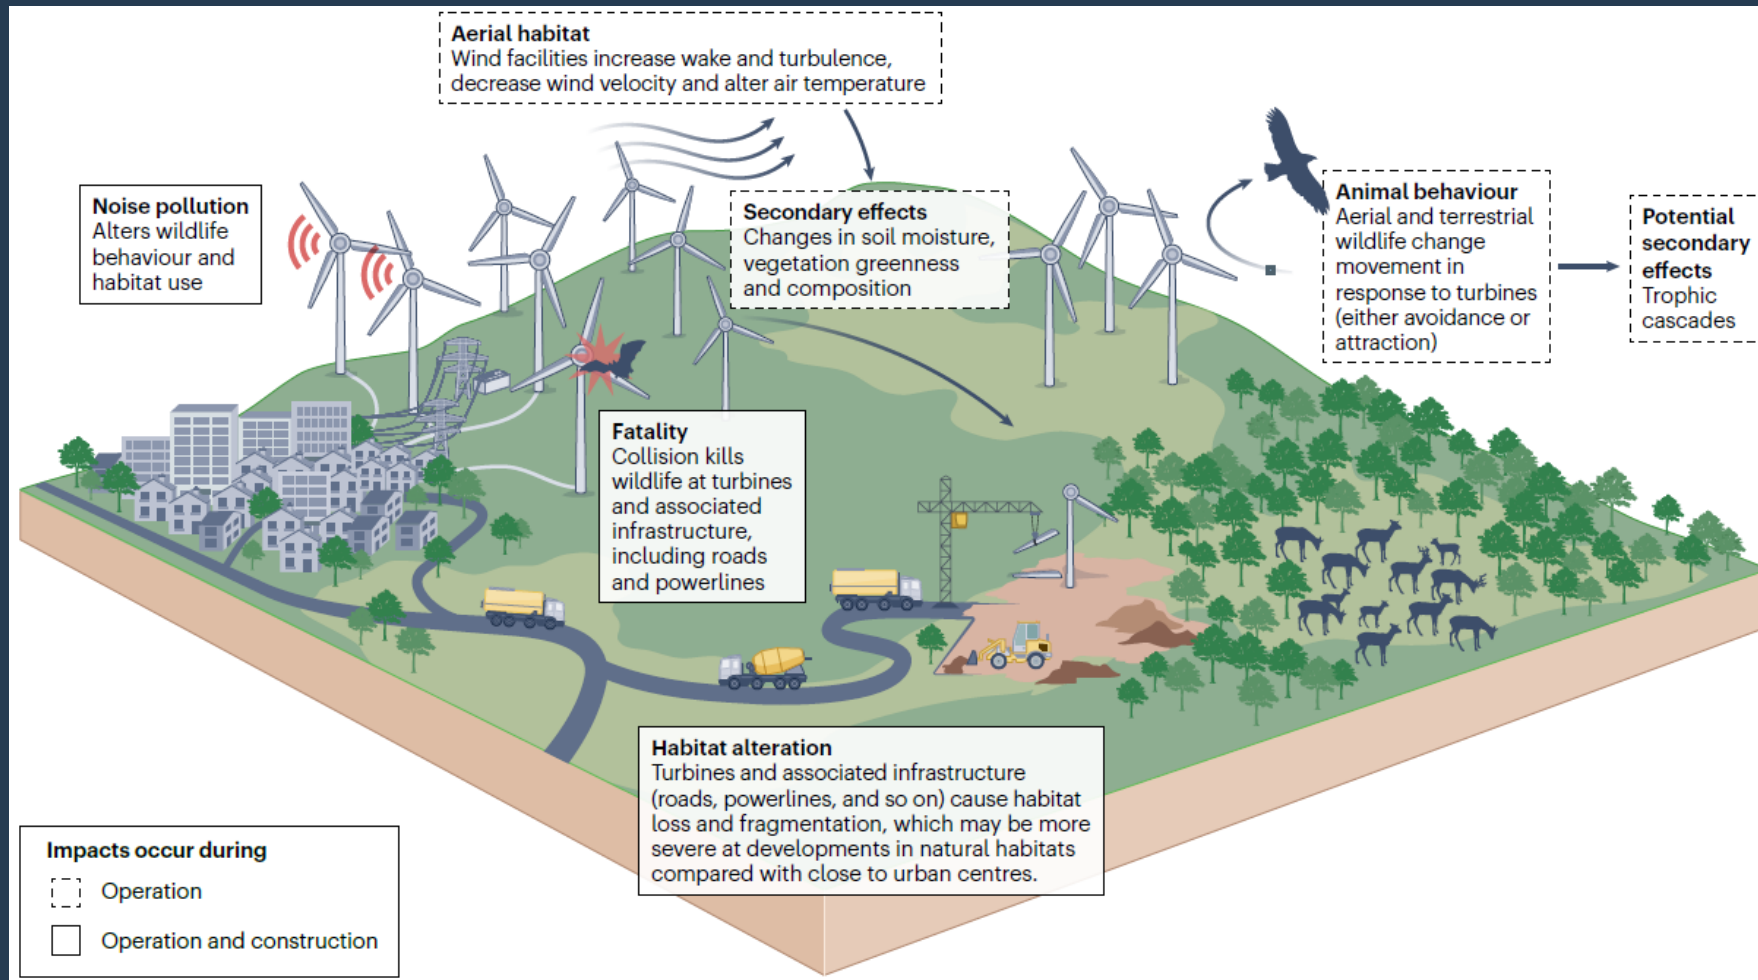 Aerial habitat
Wind facilities increase wake and turbulence,
decrease wind velocity and alter air temperature
Noise pollution
Alters wildlife
behaviour and
habitat use
Secondary effects
Changes in soil moisture,
vegetation greenness
and composition
Animal behaviour
Aerial and terrestrial
wildlife change
movement in
response to turbines
(either avoidance or
attraction)
Potential
secondary
effects
Trophic
cascades
Fatality
Collision kills
wildlife at turbines
and associated
infrastructure,
including roads
and powerlines
Habitat alteration
Turbines and associated infrastructure
(roads, powerlines, and so on) cause habitat
loss and fragmentation, which may be more
severe at developments in natural habitats
compared with close to urban centres.
Impacts occur during
Operation
Operation and construction